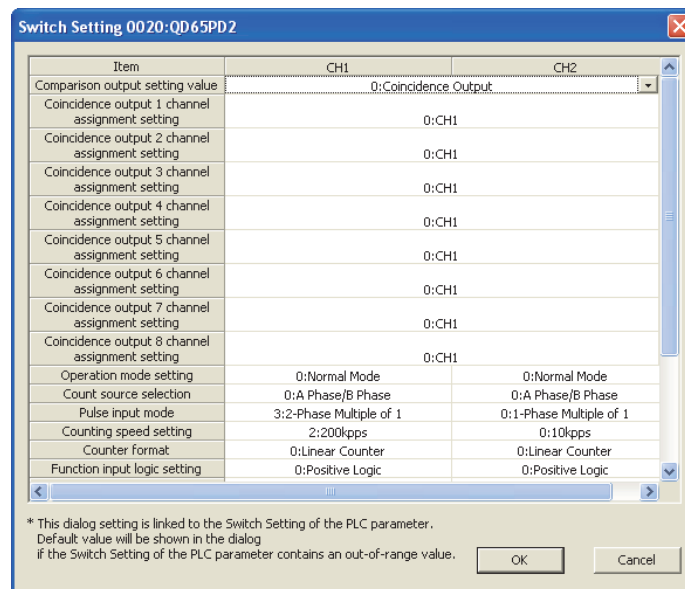 Switch Setting 0020:QD65PD2
Item CH1 CH2
Comparison output setting value 0:Coincidence Output
Coincidence output 1 channel
assignment setting 0:CH1
Coincidence output 2 channel
assignment setting 0:CH1
Coincidence output 3 channel
assignment setting 0:CH1
Coincidence output 4 channel
assignment setting 0:CH1
Coincidence output 5 channel
assignment setting 0:CH1
Coincidence output 6 channel
assignment setting 0:CH1
Coincidence output 7 channel
assignment setting 0:CH1
Coincidence output 8 channel
assignment setting 0:CH1
Operation mode setting 0:Normal Mode 0:Normal Mode
Count source selection 0:A Phase/B Phase 0:A Phase/B Phase
Pulse input mode 3:2-Phase Multiple of 1 0:1-Phase Multiple of 1
Counting speed setting 2:200kpps 0:10kpps
Counter format 0:Linear Counter 0:Linear Counter
Function input logic setting 0:Positive Logic 0:Positive Logic
* This dialog setting is linked to the Switch Setting of the PLC parameter.
Default value will be shown in the dialog
if the Switch Setting of the PLC parameter contains an out-of-range value.
OK Cancel